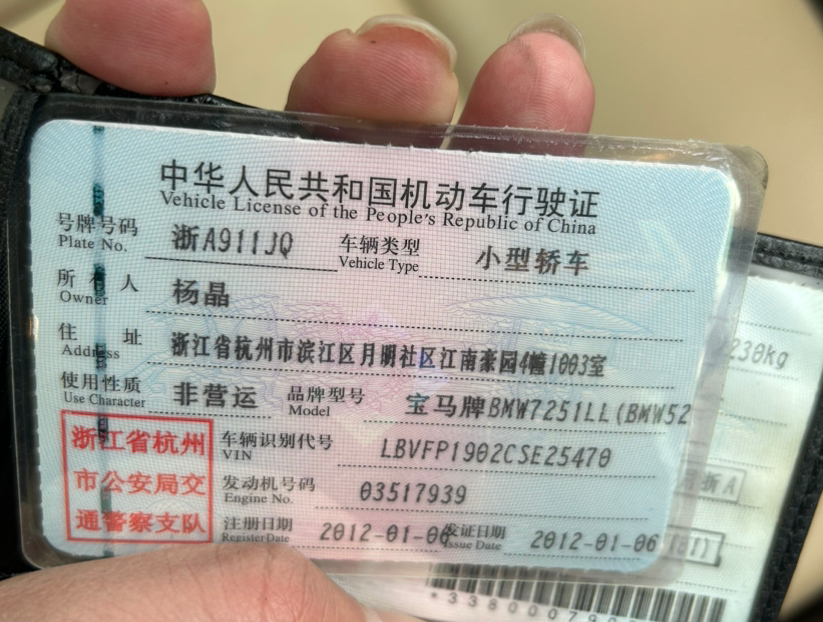 中华人民共和国机动车行驶证
Vehicle License of the People's Republic of China
号牌号码 浙A911JQ 车辆类型 小型轿车
Plate No. Vehicle Type
所有人 杨晶
Owner
住址 浙江省杭州市滨江区月明社区江南豪园4幢1003室
Address
使用性质 非营运 品牌型号 宝马牌BMW7251LL(BMW52
Use Character Model
浙江省杭州
市公安局交
通警察支队
车辆识别代号 LBVFP1902CSE25470
VIN
发动机号码 03517939
Engine No.
注册日期 2012-01-06 发证日期 2012-01-06
Register Date Issue Date
230kg
折A